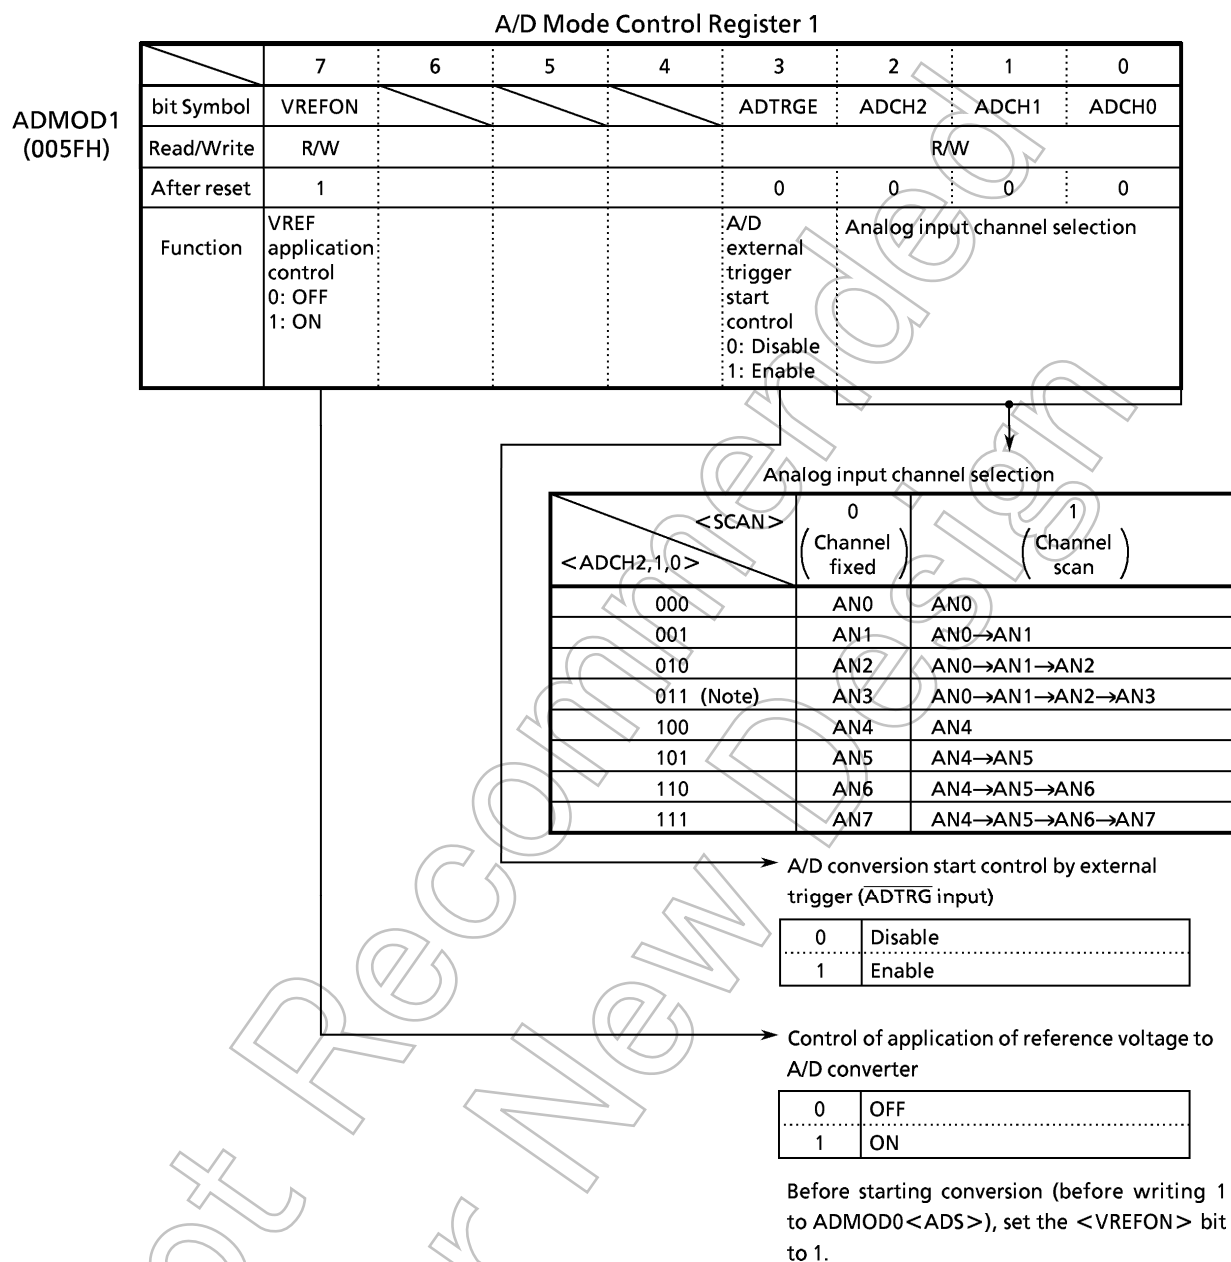 A/D Mode Control Register 1
ADMOD1
(005FH)
7 6 5 4 3 2 1 0
bit Symbol VREFON ADTRGE ADCH2 ADCH1 ADCH0
Read/Write R/W R/W
After reset 1 0 0 0 0
Function
VREF
application
control
0: OFF
1: ON
A/D
external
trigger
start
control
0: Disable
1: Enable
Analog input channel selection
Analog input channel selection
<SCAN>
<ADCH2,1,0>
0
(Channel
fixed)
1
(Channel
scan)
000 AN0 AN0
001 AN1 AN0→AN1
010 AN2 AN0→AN1→AN2
011 (Note) AN3 AN0→AN1→AN2→AN3
100 AN4 AN4
101 AN5 AN4→AN5
110 AN6 AN4→AN5→AN6
111 AN7 AN4→AN5→AN6→AN7
A/D conversion start control by external
trigger (A̅D̅T̅R̅G̅ input)
0 Disable
1 Enable
Control of application of reference voltage to
A/D converter
0 OFF
1 ON
Before starting conversion (before writing 1
to ADMOD0<ADS>), set the <VREFON> bit
to 1.
Recommended
New Design